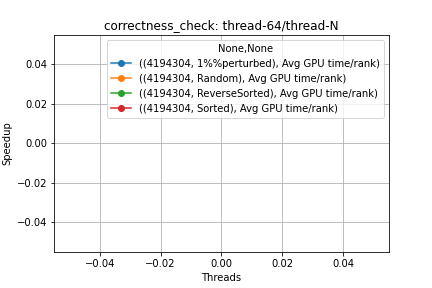 correctness_check: thread-64/thread-N
None,None
((4194304, 1%%perturbed), Avg GPU time/rank)
((4194304, Random), Avg GPU time/rank)
((4194304, ReverseSorted), Avg GPU time/rank)
((4194304, Sorted), Avg GPU time/rank)
0.04
0.02
0.00
−0.02
−0.04
Speedup
−0.04
−0.02
0.00
0.02
0.04
Threads